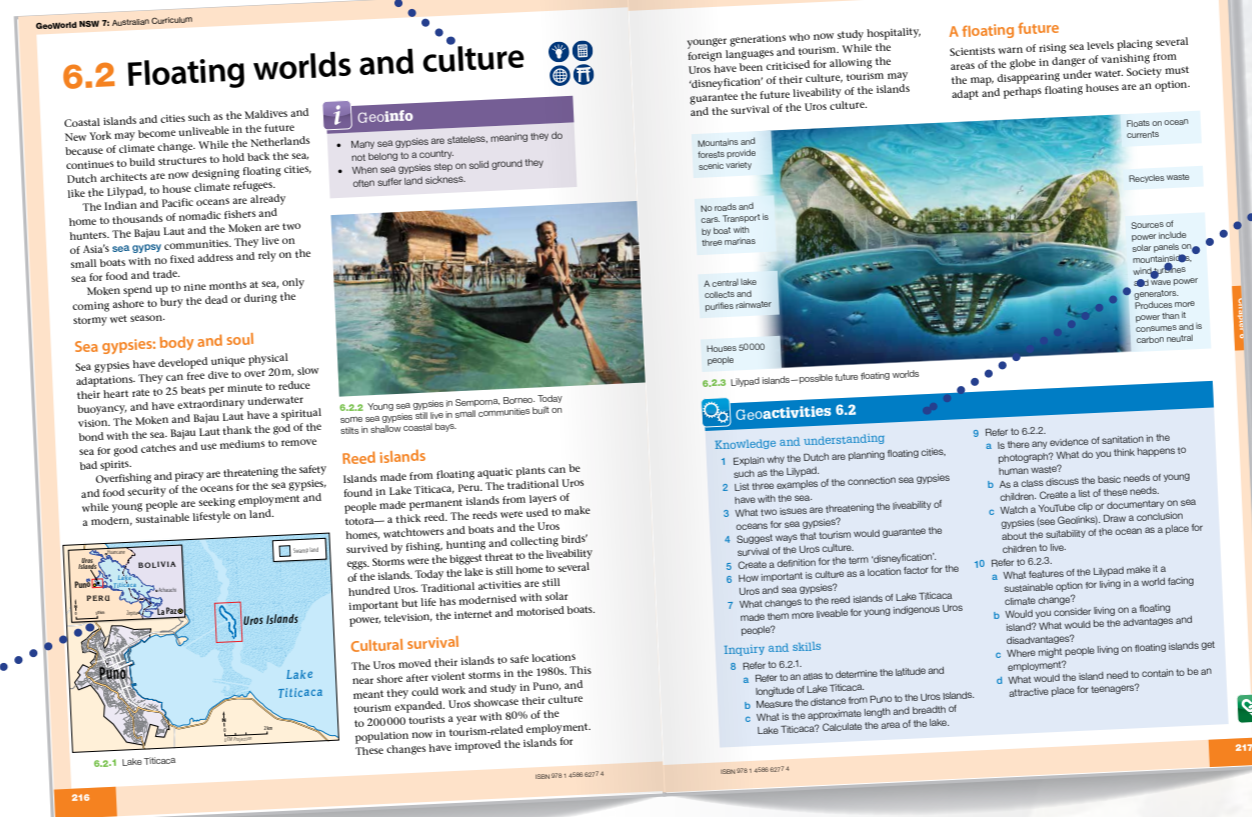 GeoWorld NSW 7: Australian Curriculum
6.2 Floating worlds and culture
Coastal islands and cities such as the Maldives and
New York may become unliveable in the future
because of climate change. While the Netherlands
continues to build structures to hold back the sea,
Dutch architects are now designing floating cities,
like the Lilypad, to house climate refugees.
The Indian and Pacific oceans are already
home to thousands of nomadic fishers and
hunters. The Bajau Laut and the Moken are two
of Asia's sea gypsy communities. They live on
small boats with no fixed address and rely on the
sea for food and trade.
Moken spend up to nine months at sea, only
coming ashore to bury the dead or during the
stormy wet season.
Sea gypsies: body and soul
Sea gypsies have developed unique physical
adaptations. They can free dive to over 20 m, slow
their heart rate to 25 beats per minute to reduce
buoyancy, and have extraordinary underwater
vision. The Moken and Bajau Laut have a spiritual
bond with the sea. Bajau Laut thank the god of the
sea for good catches and use mediums to remove
bad spirits.
Overfishing and piracy are threatening the safety
and food security of the oceans for the sea gypsies,
while young people are seeking employment and
a modern, sustainable lifestyle on land.
BOLIVIA
Uros
Islands
Puno
Lake
Titicaca
PERU
La Paz
Uros Islands
Puno
Lake
Titicaca
6.2.1 Lake Titicaca
216
i Geoinfo
• Many sea gypsies are stateless, meaning they do
not belong to a country.
• When sea gypsies step on solid ground they
often suffer land sickness.
6.2.2 Young sea gypsies in Semporna, Borneo. Today
some sea gypsies still live in small communities built on
stilts in shallow coastal bays.
Reed islands
Islands made from floating aquatic plants can be
found in Lake Titicaca, Peru. The traditional Uros
people made permanent islands from layers of
totora— a thick reed. The reeds were used to make
homes, watchtowers and boats and the Uros
survived by fishing, hunting and collecting birds'
eggs. Storms were the biggest threat to the liveability
of the islands. Today the lake is still home to several
hundred Uros. Traditional activities are still
important but life has modernised with solar
power, television, the internet and motorised boats.
Cultural survival
The Uros moved their islands to safe locations
near shore after violent storms in the 1980s. This
meant they could work and study in Puno, and
tourism expanded. Uros showcase their culture
to 200 000 tourists a year with 80% of the
population now in tourism-related employment.
These changes have improved the islands for
ISBN 978 1 4586 6277 4
younger generations who now study hospitality,
foreign languages and tourism. While the
Uros have been criticised for allowing the
'disneyfication' of their culture, tourism may
guarantee the future liveability of the islands
and the survival of the Uros culture.
A floating future
Scientists warn of rising sea levels placing several
areas of the globe in danger of vanishing from
the map, disappearing under water. Society must
adapt and perhaps floating houses are an option.
Mountains and
forests provide
scenic variety
No roads and
cars. Transport is
by boat with
three marinas
A central lake
collects and
purifies rainwater
Houses 50 000
people
Floats on ocean
currents
Recycles waste
Sources of
power include
solar panels on
mountainsides,
wind turbines
and wave power
generators.
Produces more
power than it
consumes and is
carbon neutral
6.2.3 Lilypad islands—possible future floating worlds
Geoactivities 6.2
Knowledge and understanding
1 Explain why the Dutch are planning floating cities,
such as the Lilypad.
2 List three examples of the connection sea gypsies
have with the sea.
3 What two issues are threatening the liveability of
oceans for sea gypsies?
4 Suggest ways that tourism would guarantee the
survival of the Uros culture.
5 Create a definition for the term 'disneyfication'.
6 How important is culture as a location factor for the
Uros and sea gypsies?
7 What changes to the reed islands of Lake Titicaca
made them more liveable for young indigenous Uros
people?
Inquiry and skills
8 Refer to 6.2.1.
a Refer to an atlas to determine the latitude and
longitude of Lake Titicaca.
b Measure the distance from Puno to the Uros Islands.
c What is the approximate length and breadth of
Lake Titicaca? Calculate the area of the lake.
9 Refer to 6.2.2.
a Is there any evidence of sanitation in the
photograph? What do you think happens to
human waste?
b As a class discuss the basic needs of young
children. Create a list of these needs.
c Watch a YouTube clip or documentary on sea
gypsies (see Geolinks). Draw a conclusion
about the suitability of the ocean as a place for
children to live.
10 Refer to 6.2.3.
a What features of the Lilypad make it a
sustainable option for living in a world facing
climate change?
b Would you consider living on a floating
island? What would be the advantages and
disadvantages?
c Where might people living on floating islands get
employment?
d What would the island need to contain to be an
attractive place for teenagers?
ISBN 978 1 4586 6277 4
217